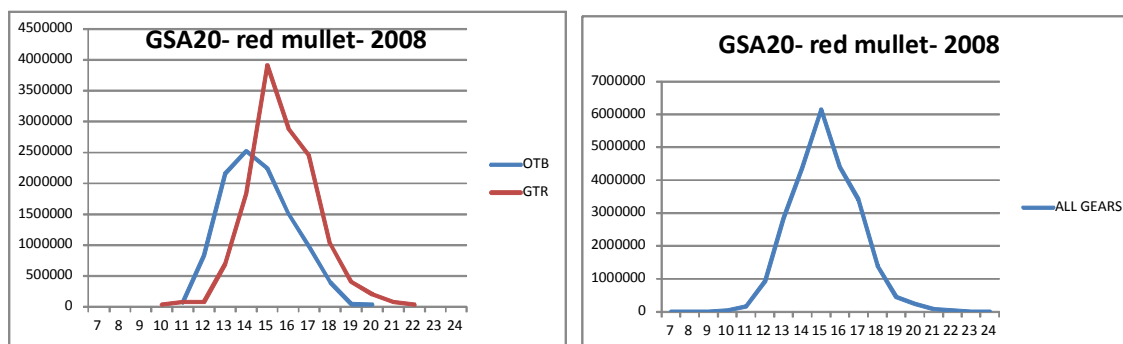 GSA20- red mullet- 2008
4500000
4000000
3500000
3000000
2500000
2000000
1500000
1000000
500000
0
7 8 9 10 11 12 13 14 15 16 17 18 19 20 21 22 23 24
OTB
GTR
GSA20- red mullet- 2008
7000000
6000000
5000000
4000000
3000000
2000000
1000000
0
7 8 9 10 11 12 13 14 15 16 17 18 19 20 21 22 23 24
ALL GEARS